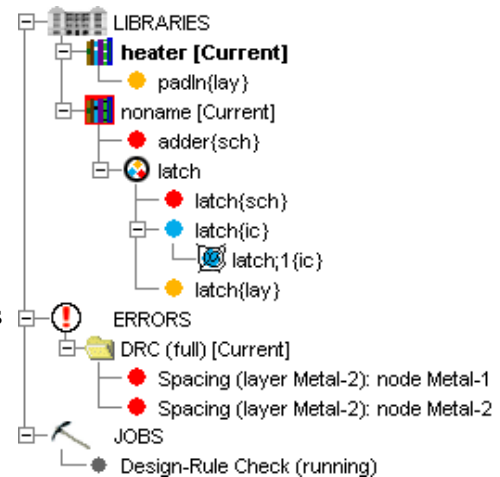 LIBRARIES
heater [Current]
padIn{lay}
noname [Current]
adder{sch}
latch
latch{sch}
latch{ic}
latch;1{ic}
latch{lay}
ERRORS
DRC (full) [Current]
Spacing (layer Metal-2): node Metal-1
Spacing (layer Metal-2): node Metal-2
JOBS
Design-Rule Check (running)